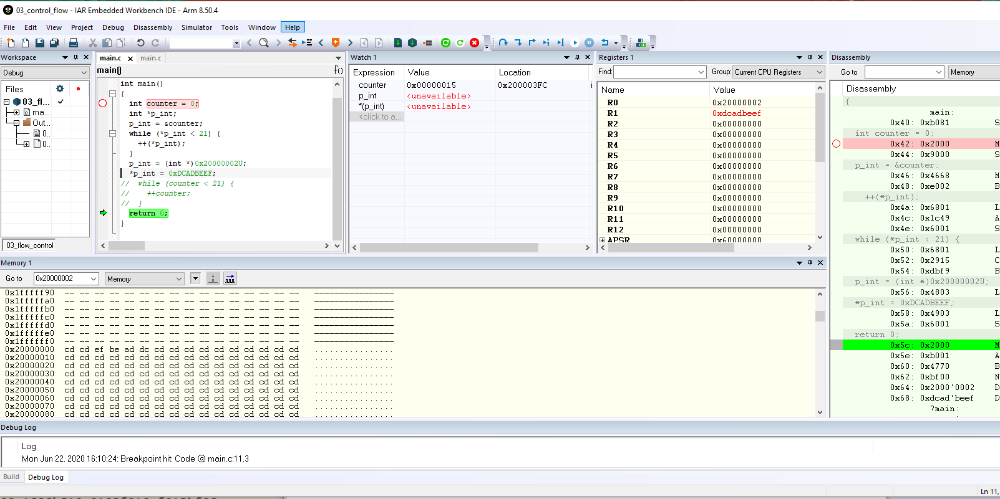 03_control_flow - IAR Embedded Workbench IDE - Arm 8.50.4
File Edit View Project Debug Disassembly Simulator Tools Window Help
Workspace
Debug
Files
03_fl...
ma...
Out...
0..
0..
03_flow_control
main.c main.c
main() f()
int main()
{
int counter = 0;
int *p_int;
p_int = &counter;
while (*p_int < 21) {
++(*p_int);
}
p_int = (int *)0x20000002U;
*p_int = 0xDCADBEEF;
// while (counter < 21) {
// ++counter;
// }
return 0;
}
Watch 1
Expression Value Location
counter 0x00000015 0x200003FC i
p_int <unavailable>
*(p_int) <unavailable>
<click to a...
Registers 1
Find: Group: Current CPU Registers
Name Value
R0 0x20000002
R1 0xdcadbeef
R2 0x00000000
R3 0x00000000
R4 0x00000000
R5 0x00000000
R6 0x00000000
R7 0x00000000
R8 0x00000000
R9 0x00000000
R10 0x00000000
R11 0x00000000
R12 0x00000000
APSR 0x60000000
Disassembly
Go to Memory
Disassembly
{
main:
0x40: 0xb081 S
int counter = 0;
0x42: 0x2000 M
0x44: 0x9000 S
p_int = &counter;
0x46: 0x4668 M
0x48: 0xe002 B
++(*p_int);
0x4a: 0x6801 L
0x4c: 0x1c49 A
0x4e: 0x6001 S
while (*p_int < 21) {
0x50: 0x6801 L
0x52: 0x2915 C
0x54: 0xdbf9 B
p_int = (int *)0x20000002U;
0x56: 0x4803 L
*p_int = 0xDCADBEEF;
0x58: 0x4903 L
0x5a: 0x6001 S
return 0;
0x5c: 0x2000 M
0x5e: 0xb001 A
0x60: 0x4770 B
0x62: 0xbf00 N
0x64: 0x2000'0002 D
0x68: 0xdcad'beef D
?main:
Memory 1
Go to 0x20000002 Memory
0x1fffff90 -- -- -- -- -- -- -- -- -- -- -- -- -- -- -- -- ----------------
0x1fffffa0 -- -- -- -- -- -- -- -- -- -- -- -- -- -- -- -- ----------------
0x1fffffb0 -- -- -- -- -- -- -- -- -- -- -- -- -- -- -- -- ----------------
0x1fffffc0 -- -- -- -- -- -- -- -- -- -- -- -- -- -- -- -- ----------------
0x1fffffd0 -- -- -- -- -- -- -- -- -- -- -- -- -- -- -- -- ----------------
0x1fffffe0 -- -- -- -- -- -- -- -- -- -- -- -- -- -- -- -- ----------------
0x1ffffff0 -- -- -- -- -- -- -- -- -- -- -- -- -- -- -- -- ----------------
0x20000000 cd cd ef be ad dc cd cd cd cd cd cd cd cd cd cd ................
0x20000010 cd cd cd cd cd cd cd cd cd cd cd cd cd cd cd cd ................
0x20000020 cd cd cd cd cd cd cd cd cd cd cd cd cd cd cd cd ................
0x20000030 cd cd cd cd cd cd cd cd cd cd cd cd cd cd cd cd ................
0x20000040 cd cd cd cd cd cd cd cd cd cd cd cd cd cd cd cd ................
0x20000050 cd cd cd cd cd cd cd cd cd cd cd cd cd cd cd cd ................
0x20000060 cd cd cd cd cd cd cd cd cd cd cd cd cd cd cd cd ................
0x20000070 cd cd cd cd cd cd cd cd cd cd cd cd cd cd cd cd ................
0x20000080 cd cd cd cd cd cd cd cd cd cd cd cd cd cd cd cd ................
Debug Log
Log
Mon Jun 22, 2020 16:10:24: Breakpoint hit: Code @ main.c:11.3
Build Debug Log
Ln 11,